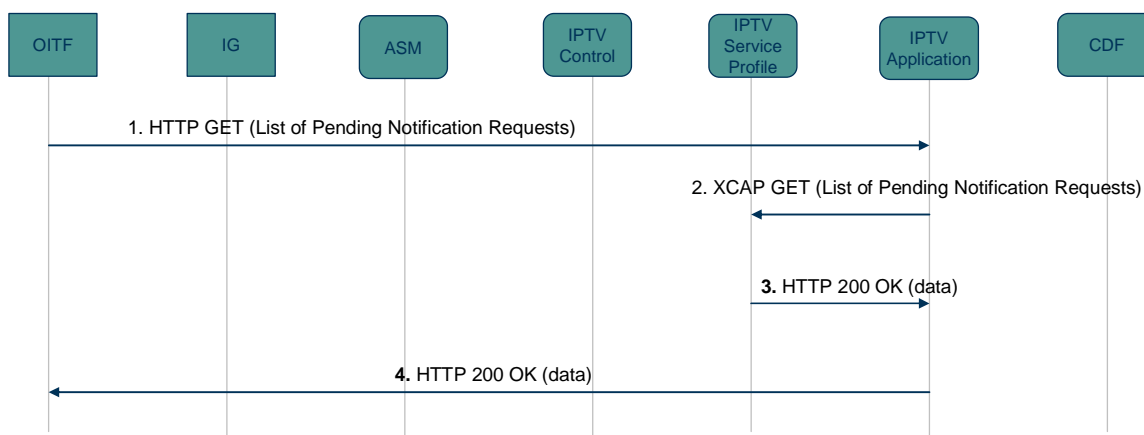 OITF
IG
ASM
IPTV
Control
IPTV
Service
Profile
IPTV
Application
CDF
1. HTTP GET (List of Pending Notification Requests)
2. XCAP GET (List of Pending Notification Requests)
3. HTTP 200 OK (data)
4. HTTP 200 OK (data)